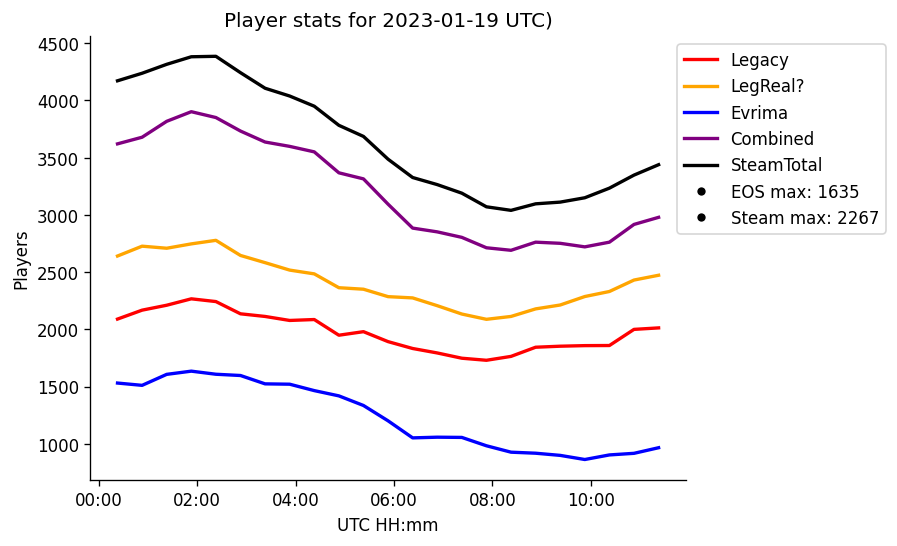 Player stats for 2023-01-19 UTC)
4500
4000
3500
3000
2500
2000
1500
1000
Players
00:00 02:00 04:00 06:00 08:00 10:00
UTC HH:mm
Legacy
LegReal?
Evrima
Combined
SteamTotal
EOS max: 1635
Steam max: 2267